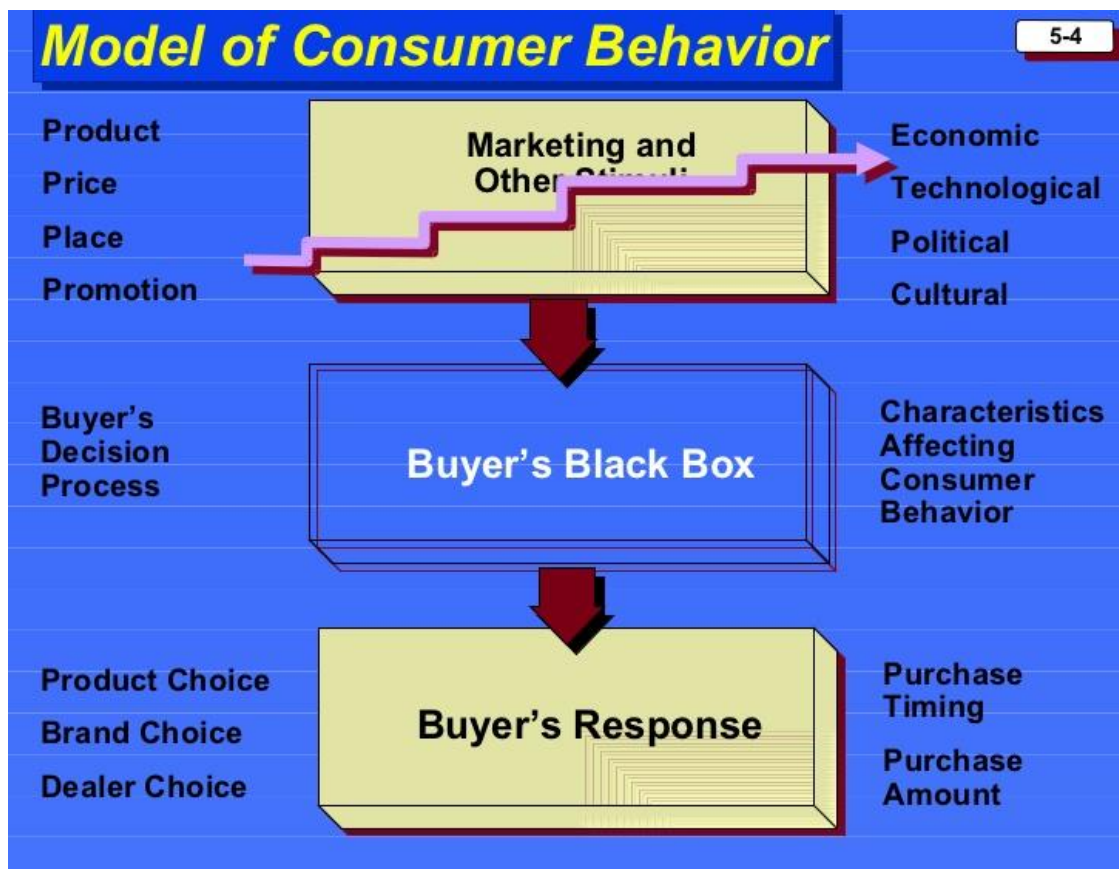 Model of Consumer Behavior
5-4
Product
Price
Place
Promotion
Marketing and
Other Stimuli
Economic
Technological
Political
Cultural
Buyer’s
Decision
Process
Buyer’s Black Box
Characteristics
Affecting
Consumer
Behavior
Product Choice
Brand Choice
Dealer Choice
Buyer’s Response
Purchase
Timing
Purchase
Amount